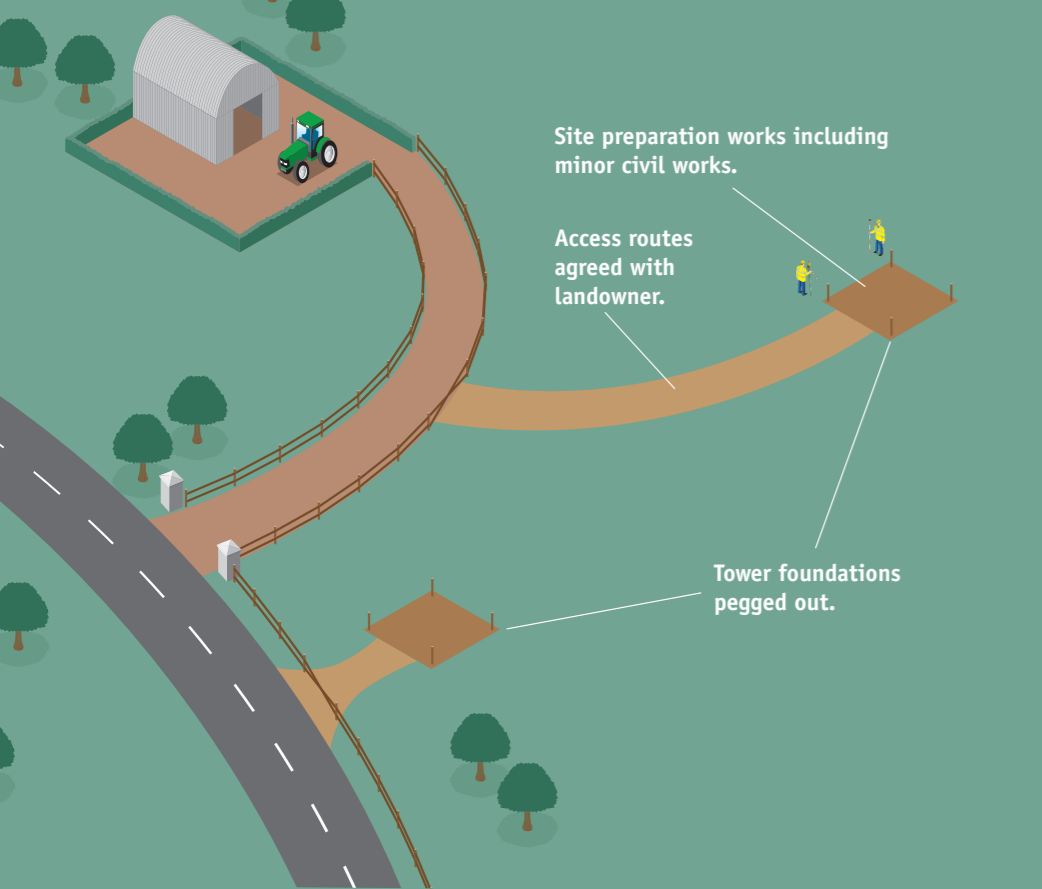 Site preparation works including
minor civil works.
Access routes
agreed with
landowner.
Tower foundations
pegged out.